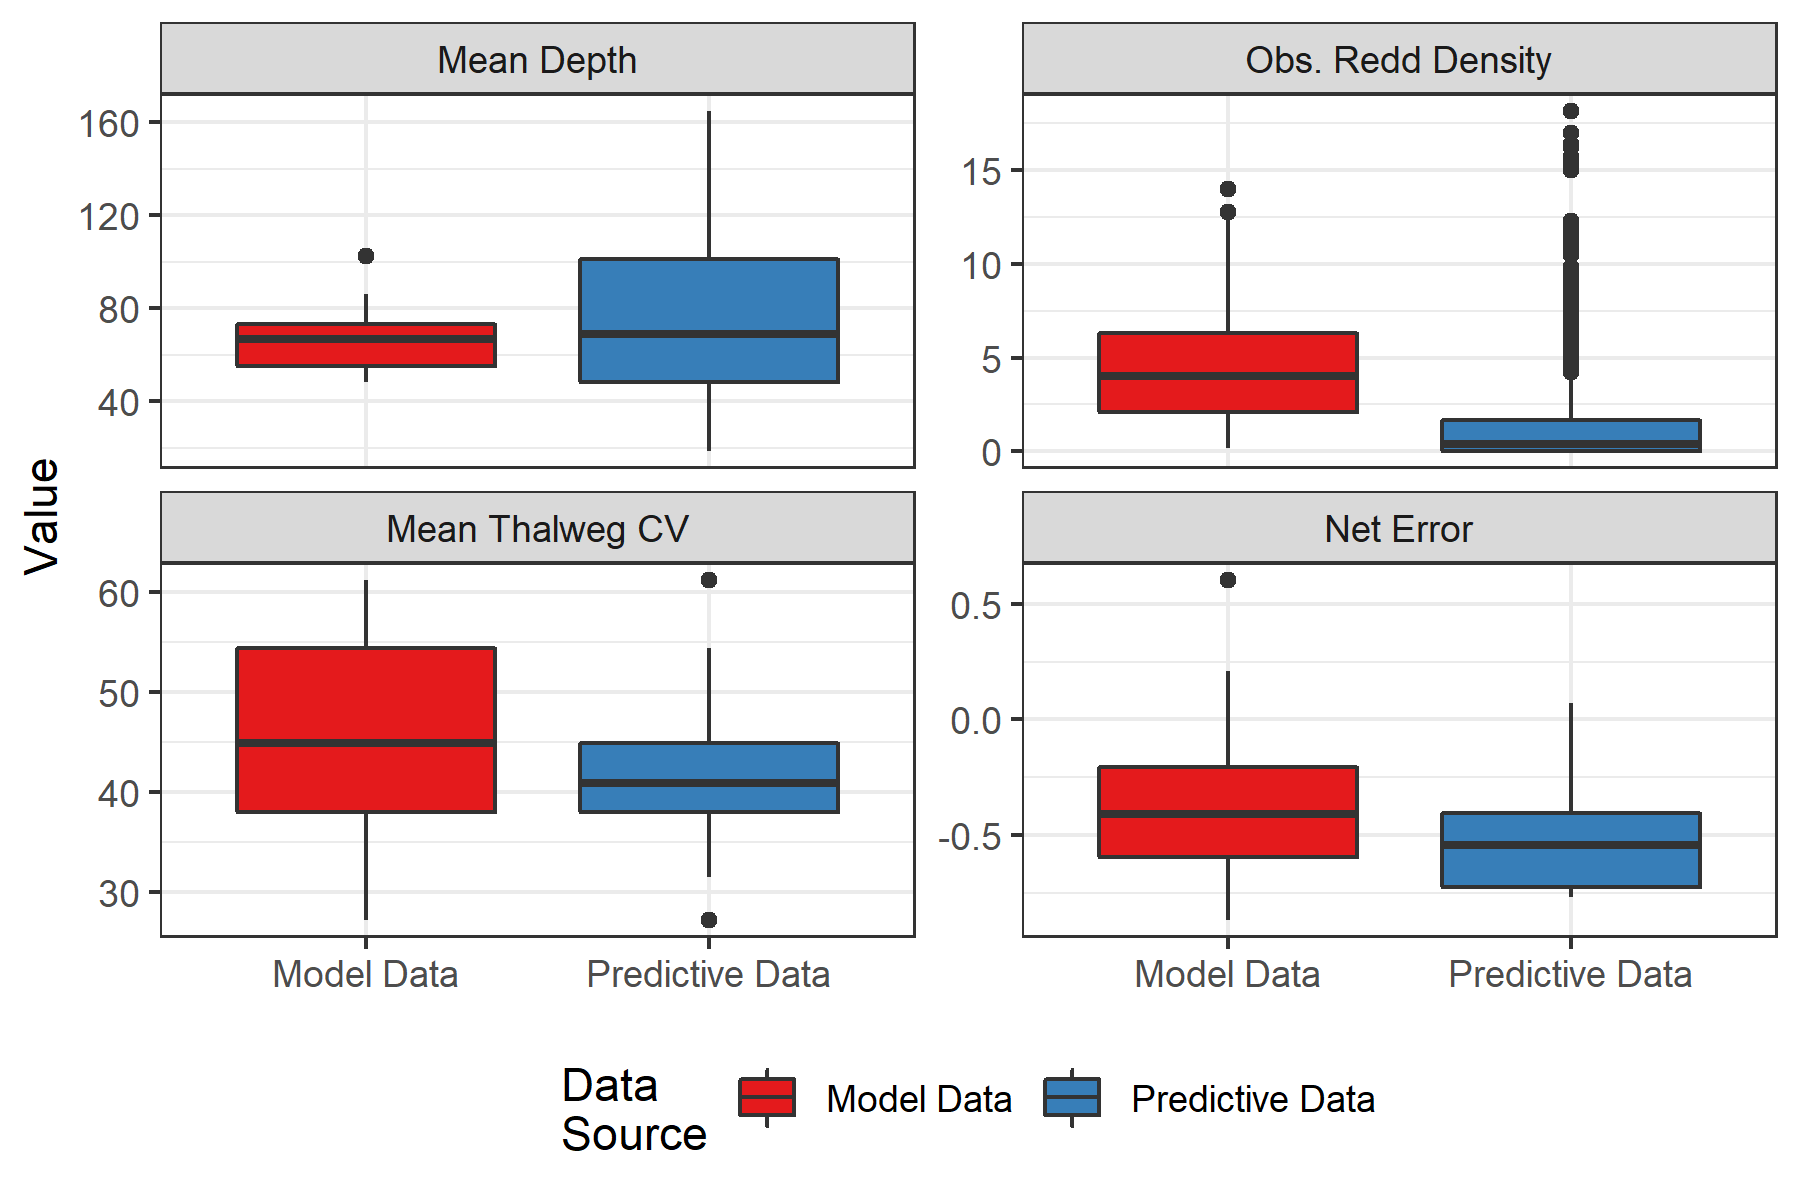 Mean Depth
Obs. Redd Density
160
120
80
40
15
10
5
0
Value
Mean Thalweg CV
Net Error
60
50
40
30
0.5
0.0
-0.5
Model Data
Predictive Data
Model Data
Predictive Data
Data
Source
Model Data
Predictive Data